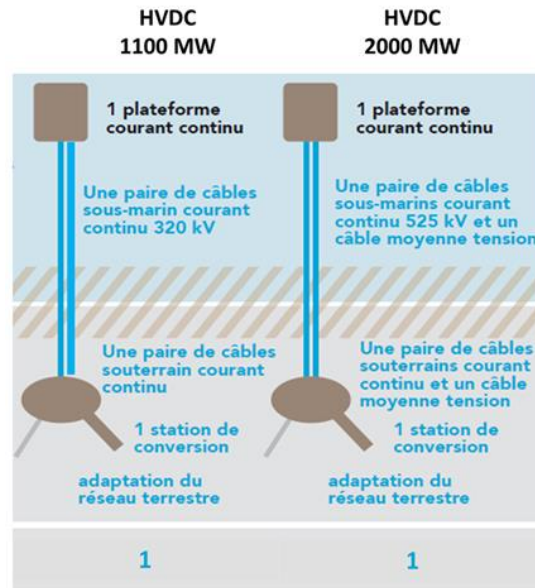 HVDC
1100 MW
1 plateforme
courant continu
Une paire de câbles
sous-marin courant
continu 320 kV
Une paire de câbles
souterrain courant
continu
1 station de
conversion
adaptation du
réseau terrestre
1
HVDC
2000 MW
1 plateforme
courant continu
Une paire de câbles
sous-marins courant
continu 525 kV et un
câble moyenne tension
Une paire de câbles
souterrains courant
continu et un câble
moyenne tension
1 station de
conversion
adaptation du
réseau terrestre
1